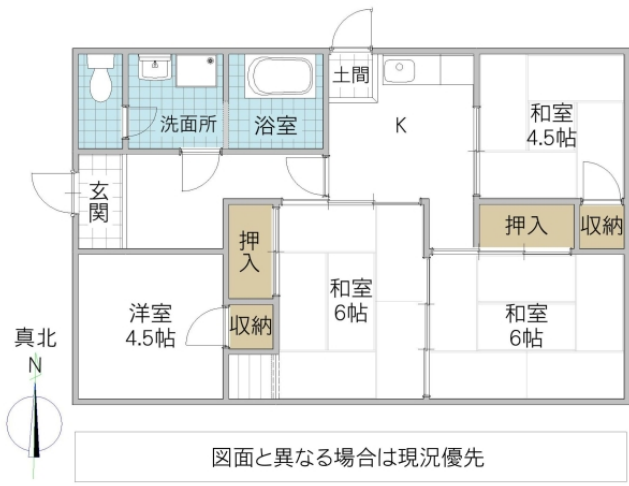 土間
洗面所
浴室
K
和室
4.5帖
玄関
押入
押入
収納
和室
6帖
洋室
4.5帖
収納
和室
6帖
真北
N
図面と異なる場合は現況優先